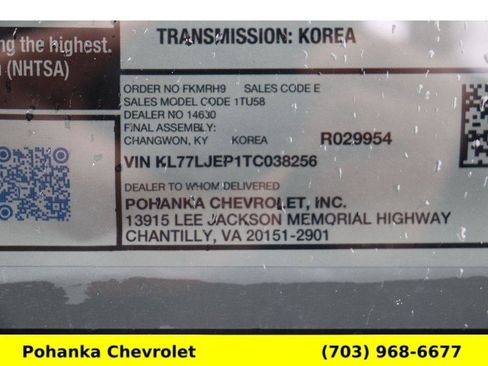 TRANSMISSION: KOREA
ng the highest.
n (NHTSA)
ORDER NO FKMRH9 SALES CODE E
SALES MODEL CODE 1TU58
DEALER NO 14630
FINAL ASSEMBLY:
CHANGWON, CY KOREA R029954
VIN KL77LJEP1TC038256
DEALER TO WHOM DELIVERED
POHANKA CHEVROLET, INC.
13915 LEE JACKSON MEMORIAL HIGHWAY
CHANTILLY, VA 20151-2901
Pohanka Chevrolet (703) 968-6677